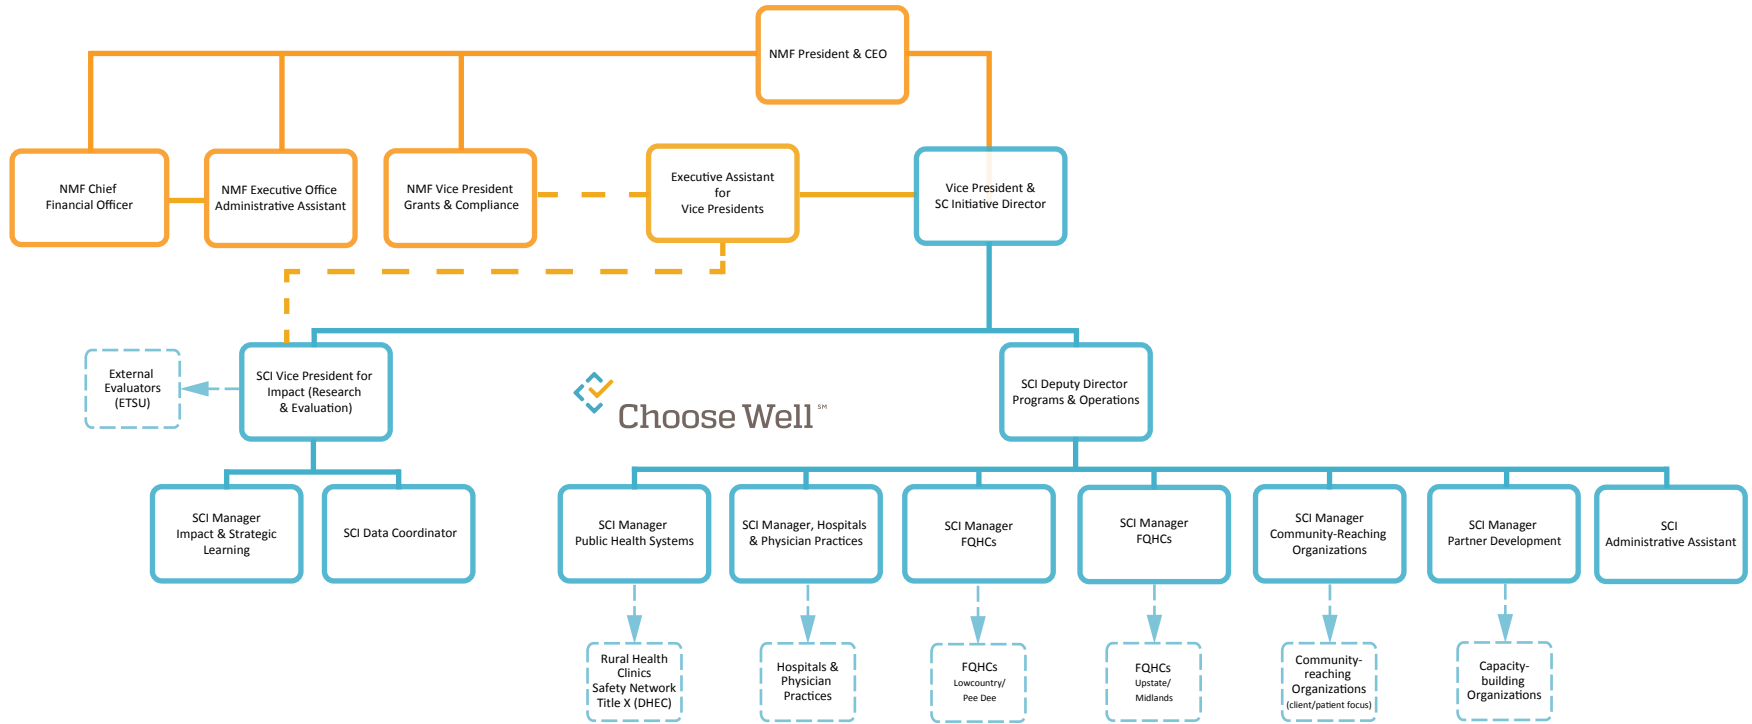 NMF President & CEO
NMF Chief
Financial Officer
NMF Executive Office
Administrative Assistant
NMF Vice President
Grants & Compliance
Executive Assistant
for
Vice Presidents
Vice President &
SC Initiative Director
External
Evaluators
(ETSU)
SCI Vice President for
Impact (Research
& Evaluation)
Choose Well℠
SCI Deputy Director
Programs & Operations
SCI Manager
Impact & Strategic
Learning
SCI Data Coordinator
SCI Manager
Public Health Systems
SCI Manager, Hospitals
& Physician Practices
SCI Manager
FQHCs
SCI Manager
FQHCs
SCI Manager
Community-Reaching
Organizations
SCI Manager
Partner Development
SCI
Administrative Assistant
Rural Health
Clinics
Safety Network
Title X (DHEC)
Hospitals &
Physician
Practices
FQHCs
Lowcountry/
Pee Dee
FQHCs
Upstate/
Midlands
Community-
reaching
Organizations
(client/patient focus)
Capacity-
building
Organizations